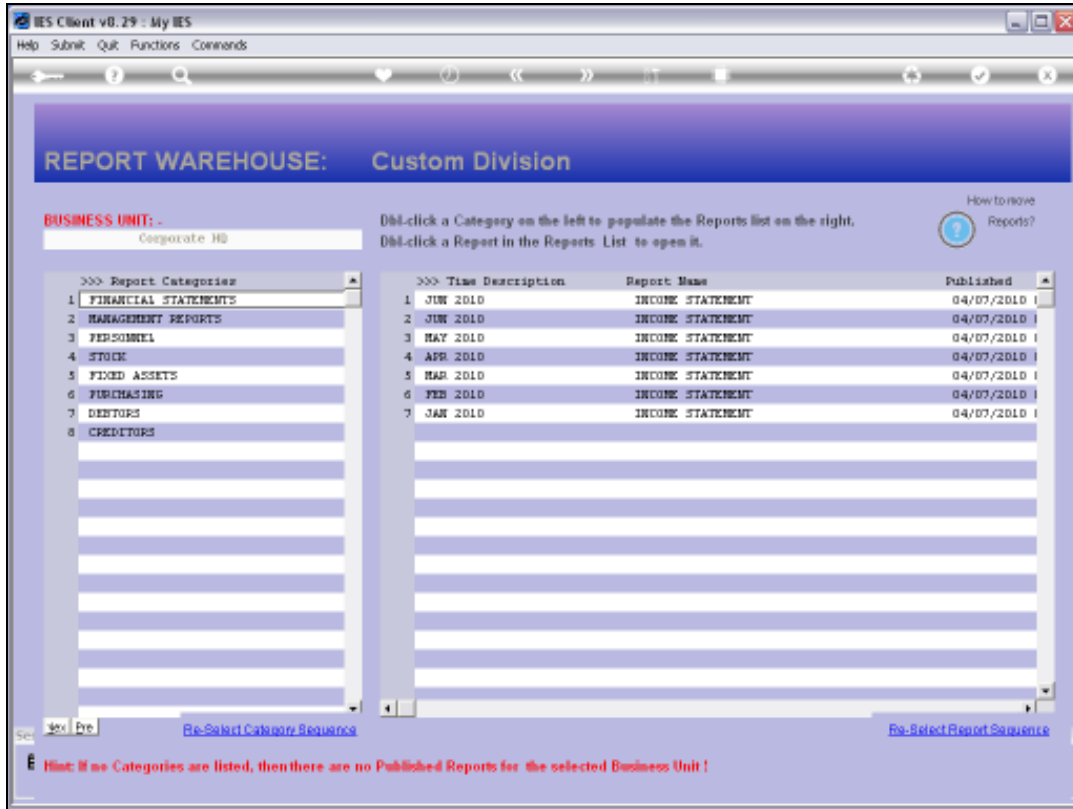 IES Client v8.29 : My IES
Help Submit Quit Functions Commands
REPORT WAREHOUSE: Custom Division
How to move
Reports?
BUSINESS UNIT: -
Corporate HQ
Dbl-click a Category on the left to populate the Reports list on the right.
Dbl-click a Report in the Reports List to open it.
>>> Report Categories
1 FINANCIAL STATEMENTS
2 MANAGEMENT REPORTS
3 PERSONNEL
4 STOCK
5 FIXED ASSETS
6 PURCHASING
7 DEBTORS
8 CREDITORS
>>> Time Description Report Name Published
1 JUN 2010 INCOME STATEMENT 04/07/2010
2 JUN 2010 INCOME STATEMENT 04/07/2010
3 MAY 2010 INCOME STATEMENT 04/07/2010
4 APR 2010 INCOME STATEMENT 04/07/2010
5 MAR 2010 INCOME STATEMENT 04/07/2010
6 FEB 2010 INCOME STATEMENT 04/07/2010
7 JAN 2010 INCOME STATEMENT 04/07/2010
Nex Pre
Re-Select Category Sequence
Re-Select Report Sequence
Hint: If no Categories are listed, then there are no Published Reports for the selected Business Unit !